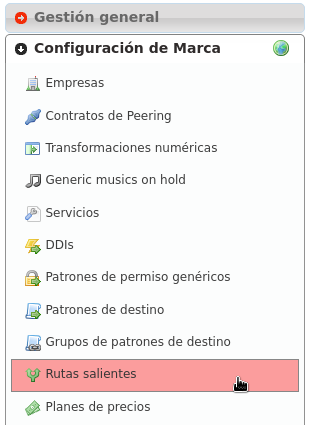 Gestión general
Configuración de Marca
Empresas
Contratos de Peering
Transformaciones numéricas
Generic musics on hold
Servicios
DDIs
Patrones de permiso genéricos
Patrones de destino
Grupos de patrones de destino
Rutas salientes
Planes de precios